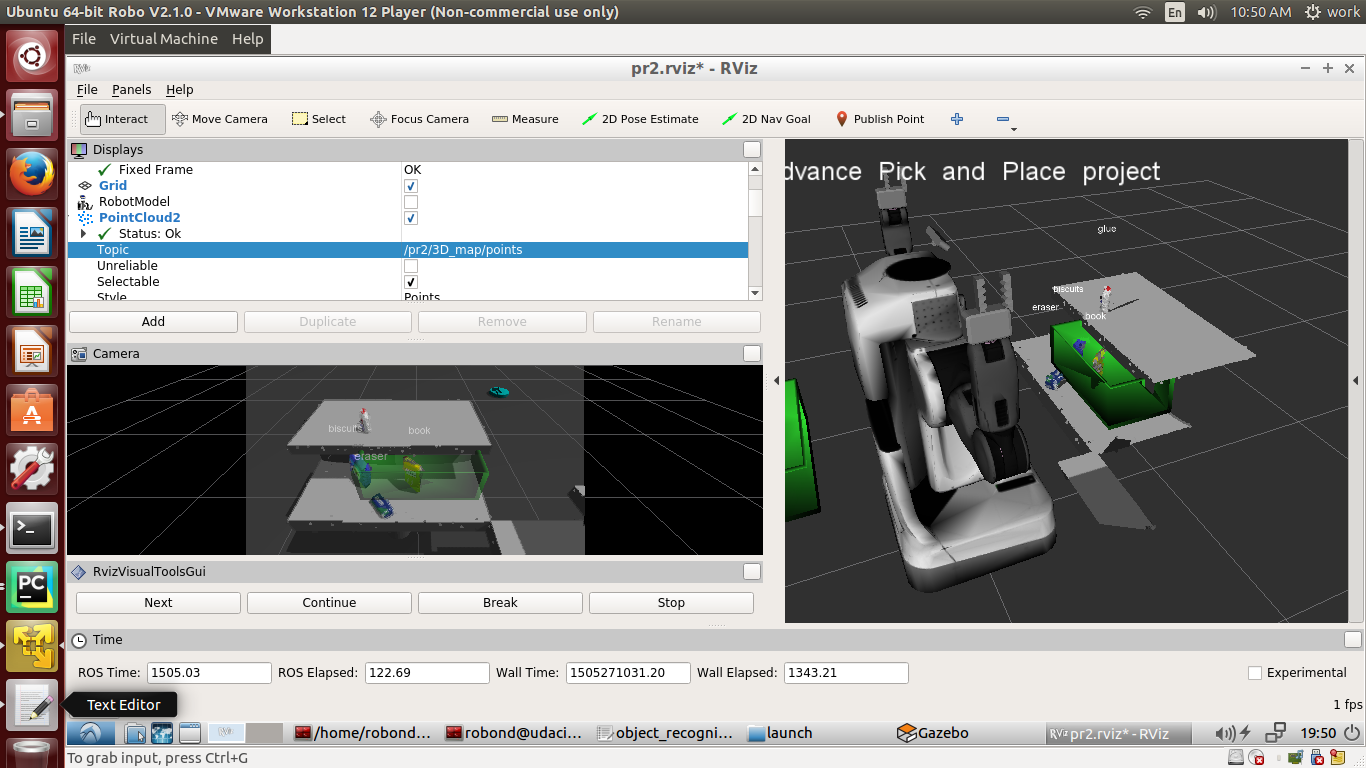 Ubuntu 64-bit Robo V2.1.0 - VMware Workstation 12 Player (Non-commercial use only)
En
10:50 AM
work
File Virtual Machine Help
RViz
pr2.rviz* - RViz
File Panels Help
Interact Move Camera Select Focus Camera Measure 2D Pose Estimate 2D Nav Goal Publish Point
Displays
Fixed Frame OK
Grid
RobotModel
PointCloud2
Status: Ok
Topic /pr2/3D_map/points
Unreliable
Selectable
Style Points
Add Duplicate Remove Rename
Camera
biscuits
book
eraser
dvance Pick and Place project
glue
biscuits
eraser
book
RvizVisualToolsGui
Next Continue Break Stop
Time
ROS Time: 1505.03 ROS Elapsed: 122.69 Wall Time: 1505271031.20 Wall Elapsed: 1343.21 Experimental
PC
Text Editor
1 fps
RViz /home/robond... robond@udaci... object_recogni... launch Gazebo RViz pr2.rviz* - RViz 19:50
To grab input, press Ctrl+G